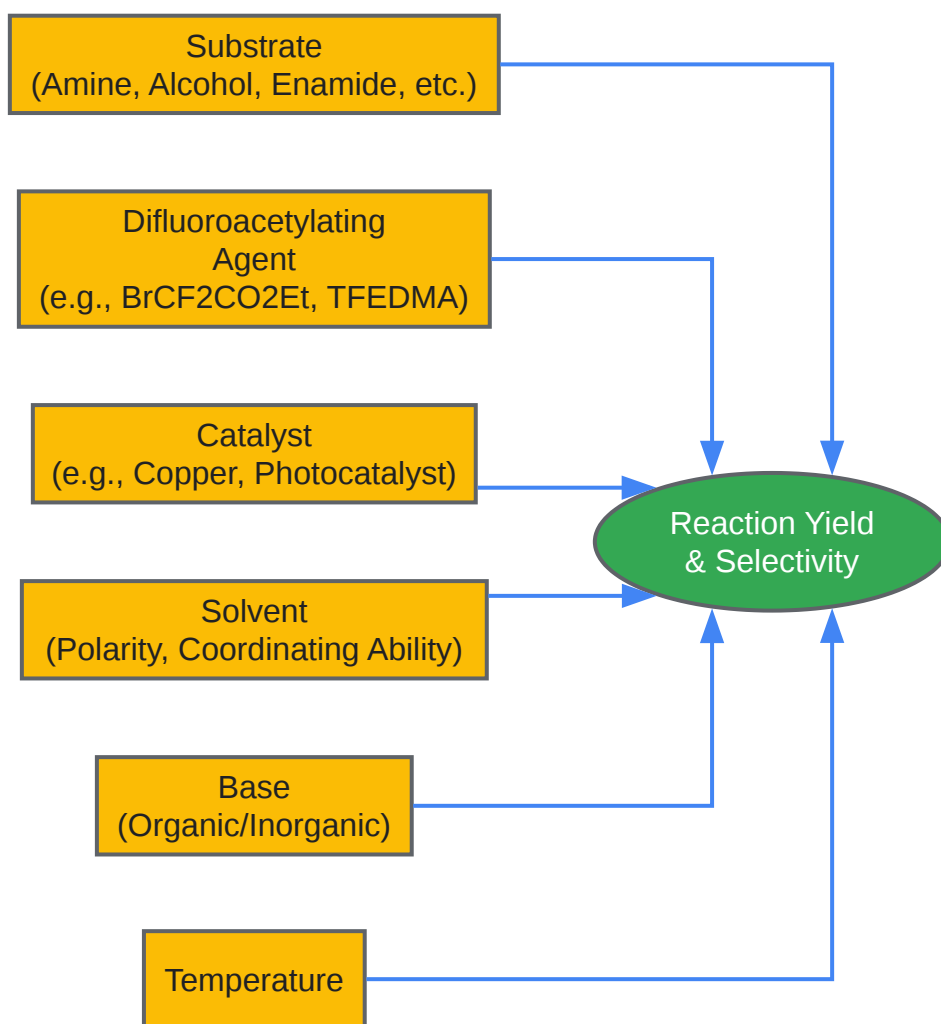 Substrate
(Amine, Alcohol, Enamide, etc.)
Difluoroacetylating
Agent
(e.g., BrCF2CO2Et, TFEDMA)
Catalyst
(e.g., Copper, Photocatalyst)
Reaction Yield
& Selectivity
Solvent
(Polarity, Coordinating Ability)
Base
(Organic/Inorganic)
Temperature